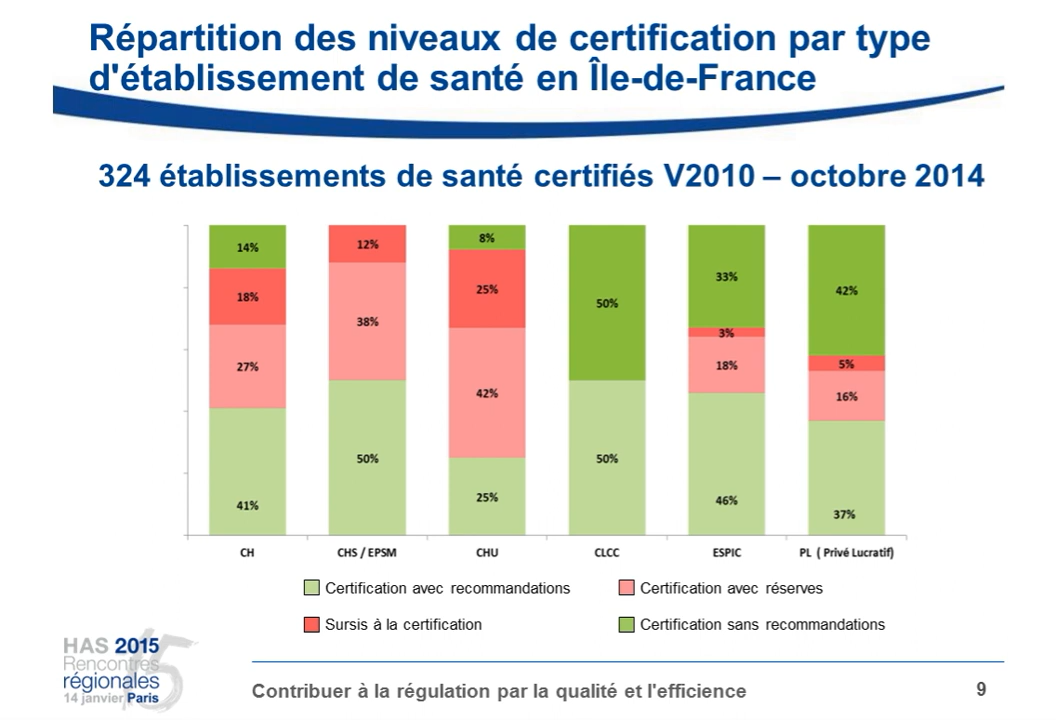 Répartition des niveaux de certification par type
d'établissement de santé en Île-de-France
324 établissements de santé certifiés V2010 – octobre 2014
14% 12% 8% 50% 33% 42%
18% 38% 25% 3% 5%
27% 42% 18% 16%
41% 50% 25% 50% 46% 37%
CH CHS / EPSM CHU CLCC ESPIC PL ( Privé Lucratif)
Certification avec recommandations Certification avec réserves
Sursis à la certification Certification sans recommandations
HAS 2015
Rencontres
régionales
14 janvier Paris
15
Contribuer à la régulation par la qualité et l'efficience 9